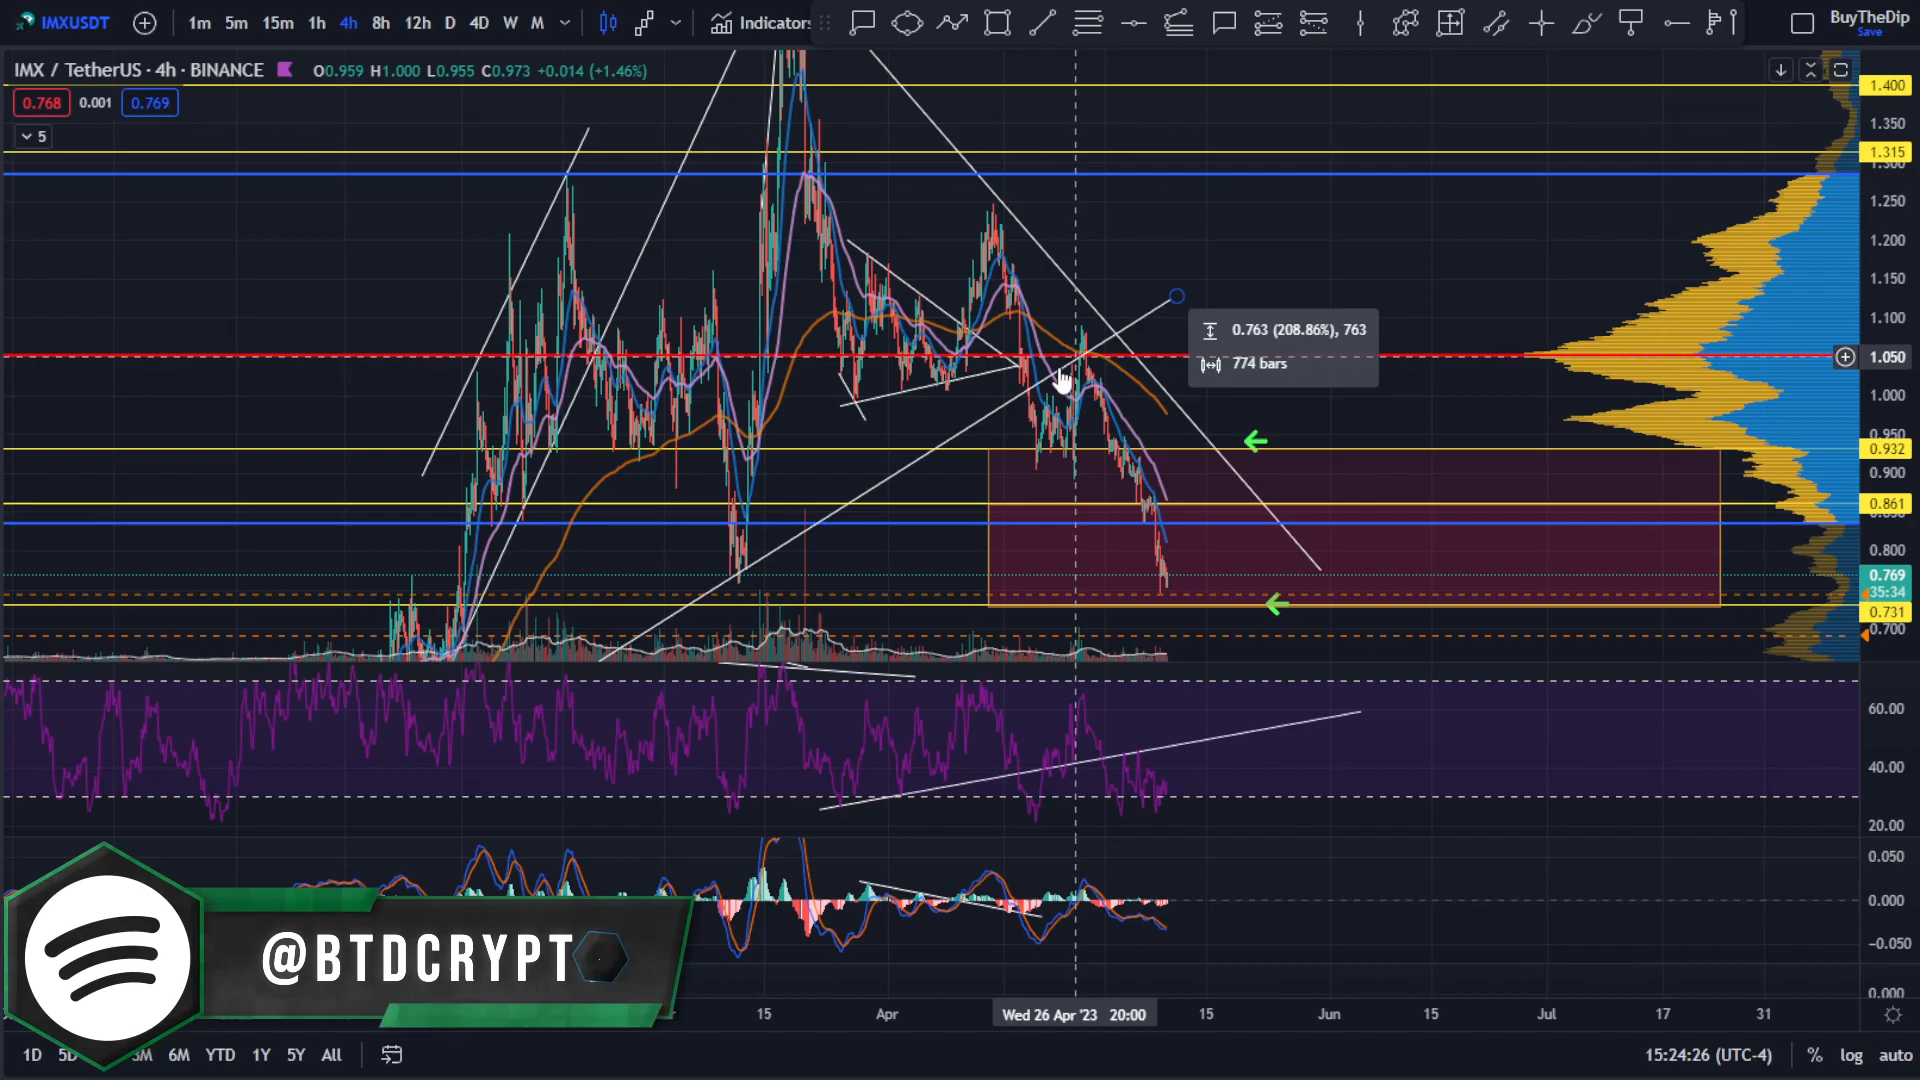 IMXUSDT 1m 5m 15m 1h 4h 8h 12h D 4D W M Indicators BuyTheDip
Save
IMX / TetherUS · 4h · BINANCE O0.959 H1.000 L0.955 C0.973 +0.014 (+1.46%)
0.768 0.001 0.769
5
1.400
1.350
1.315
1.250
1.200
1.150
1.100
0.763 (208.86%), 763
774 bars
1.050
1.000
0.950
0.932
0.900
0.861
0.800
0.769
35:34
0.731
0.700
60.00
40.00
20.00
0.050
0.000
−0.050
0.000
@BTDCRYPT
15 Apr Wed 26 Apr '23 20:00 15 Jun 15 Jul 17 31
1D 5D 3M 6M YTD 1Y 5Y All 15:24:26 (UTC-4) % log auto